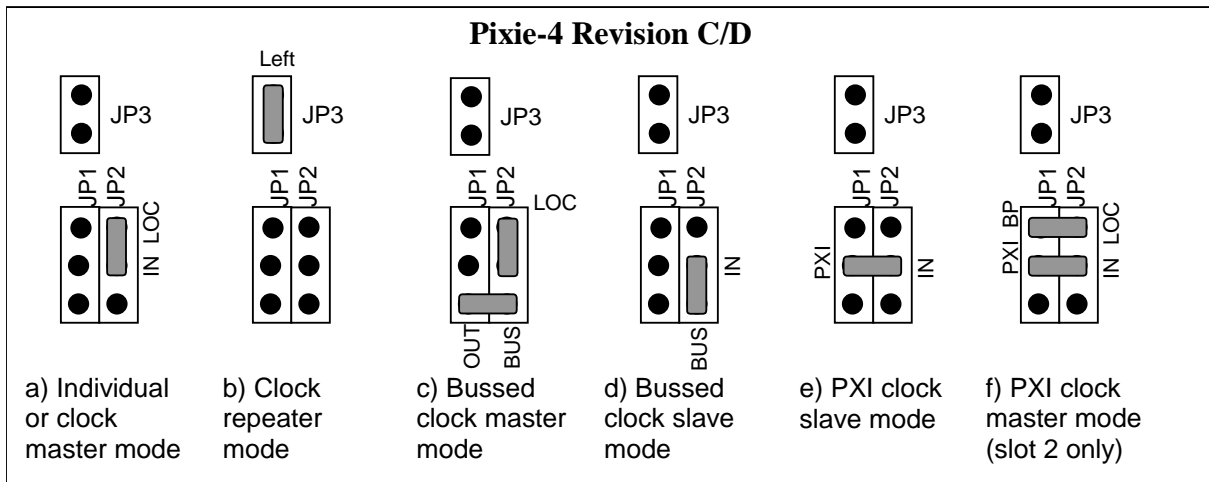 Pixie-4 Revision C/D
Left
JP3
JP3
JP3
JP3
JP3
JP3
JP1
JP2
LOC
IN
JP1
JP2
JP1
JP2
LOC
OUT
BUS
JP1
JP2
IN
BUS
JP1
JP2
PXI
IN
JP1
JP2
BP
PXI
LOC
IN
a) Individual
or clock
master mode
b) Clock
repeater
mode
c) Bussed
clock master
mode
d) Bussed
clock slave
mode
e) PXI clock
slave mode
f) PXI clock
master mode
(slot 2 only)